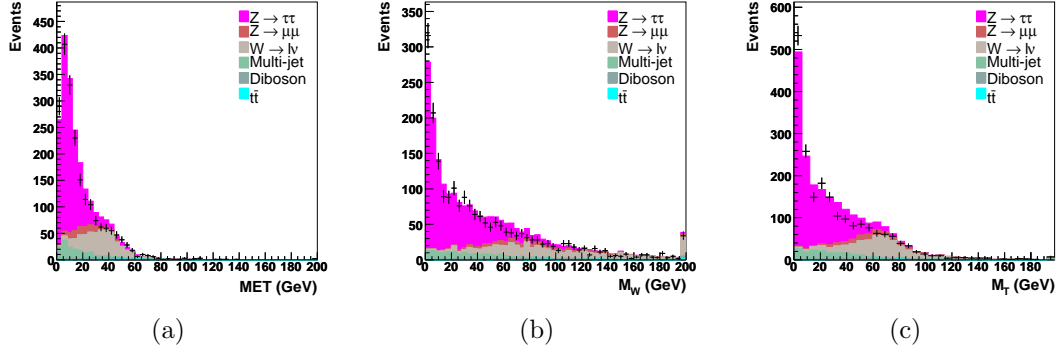 Events
450
400
350
300
250
200
150
100
50
0
0 20 40 60 80 100 120 140 160 180 200
MET (GeV)
Z → ττ
Z → μμ
W → lν
Multi-jet
Diboson
tt̄
(a)
Events
350
300
250
200
150
100
50
0
0 20 40 60 80 100 120 140 160 180 200
M_W (GeV)
Z → ττ
Z → μμ
W → lν
Multi-jet
Diboson
tt̄
(b)
Events
600
500
400
300
200
100
0
0 20 40 60 80 100 120 140 160 180
M_T (GeV)
Z → ττ
Z → μμ
W → lν
Multi-jet
Diboson
tt̄
(c)